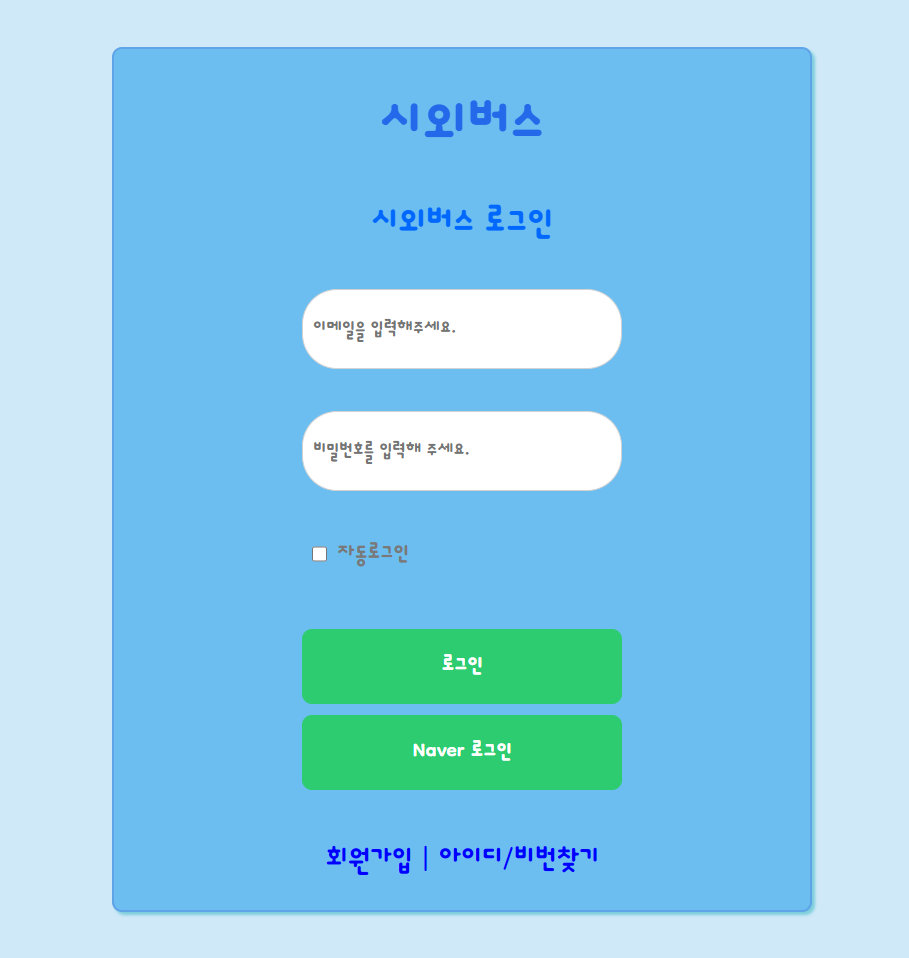 시외버스
시외버스 로그인
이메일을 입력해주세요.
비밀번호를 입력해 주세요.
자동로그인
로그인
Naver 로그인
회원가입 | 아이디/비번찾기